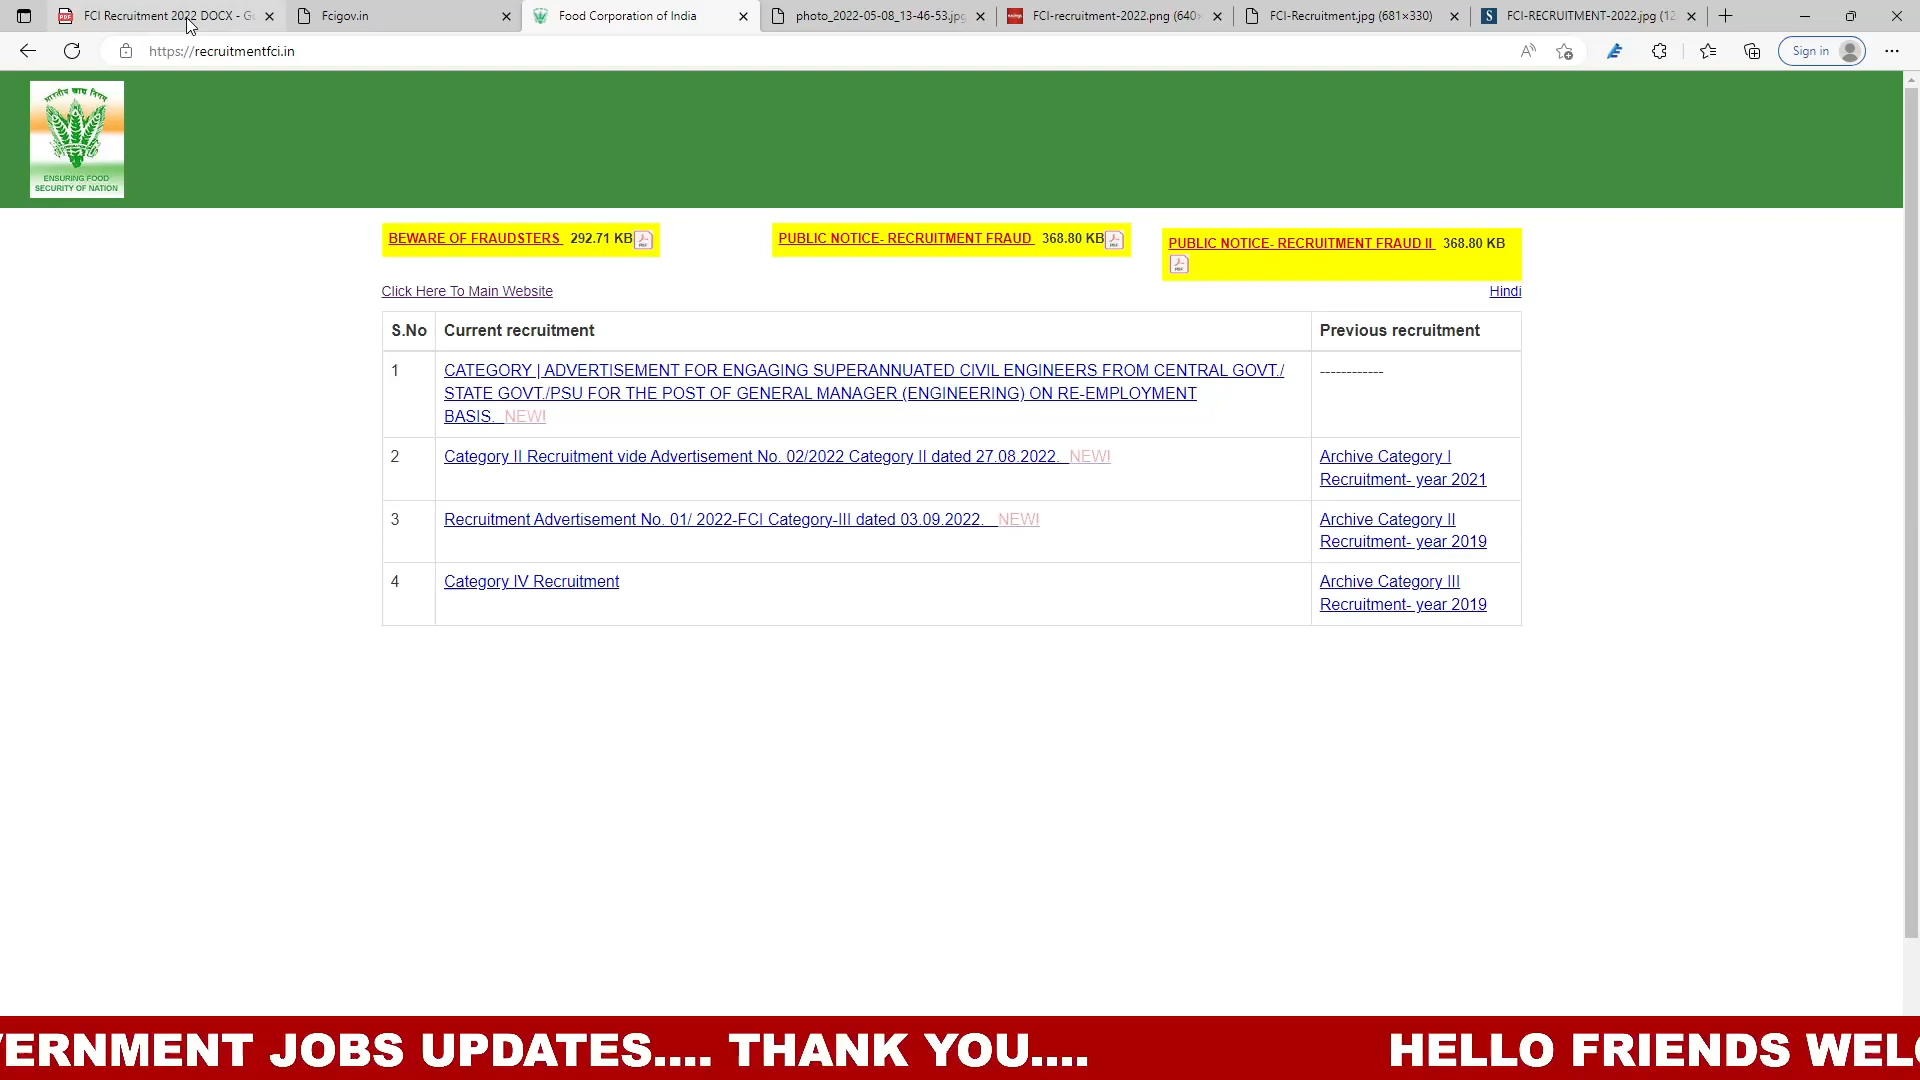 FCI Recruitment 2022 DOCX - Go
Fcigov.in
Food Corporation of India
photo_2022-05-08_13-46-53.jpg
FCI-recruitment-2022.png (640×
FCI-Recruitment.jpg (681×330)
FCI-RECRUITMENT-2022.jpg (12
https://recruitmentfci.in
Sign in
भारतीय खाद्य निगम
ENSURING FOOD
SECURITY OF NATION
BEWARE OF FRAUDSTERS 292.71 KB
PUBLIC NOTICE- RECRUITMENT FRAUD 368.80 KB
PUBLIC NOTICE- RECRUITMENT FRAUD II 368.80 KB
Click Here To Main Website
Hindi
S.No Current recruitment Previous recruitment
1 CATEGORY | ADVERTISEMENT FOR ENGAGING SUPERANNUATED CIVIL ENGINEERS FROM CENTRAL GOVT./ ------------
STATE GOVT./PSU FOR THE POST OF GENERAL MANAGER (ENGINEERING) ON RE-EMPLOYMENT
BASIS. NEW!
2 Category II Recruitment vide Advertisement No. 02/2022 Category II dated 27.08.2022. NEW! Archive Category I
Recruitment- year 2021
3 Recruitment Advertisement No. 01/ 2022-FCI Category-III dated 03.09.2022. NEW! Archive Category II
Recruitment- year 2019
4 Category IV Recruitment Archive Category III
Recruitment- year 2019
VERNMENT JOBS UPDATES.... THANK YOU.... HELLO FRIENDS WELC